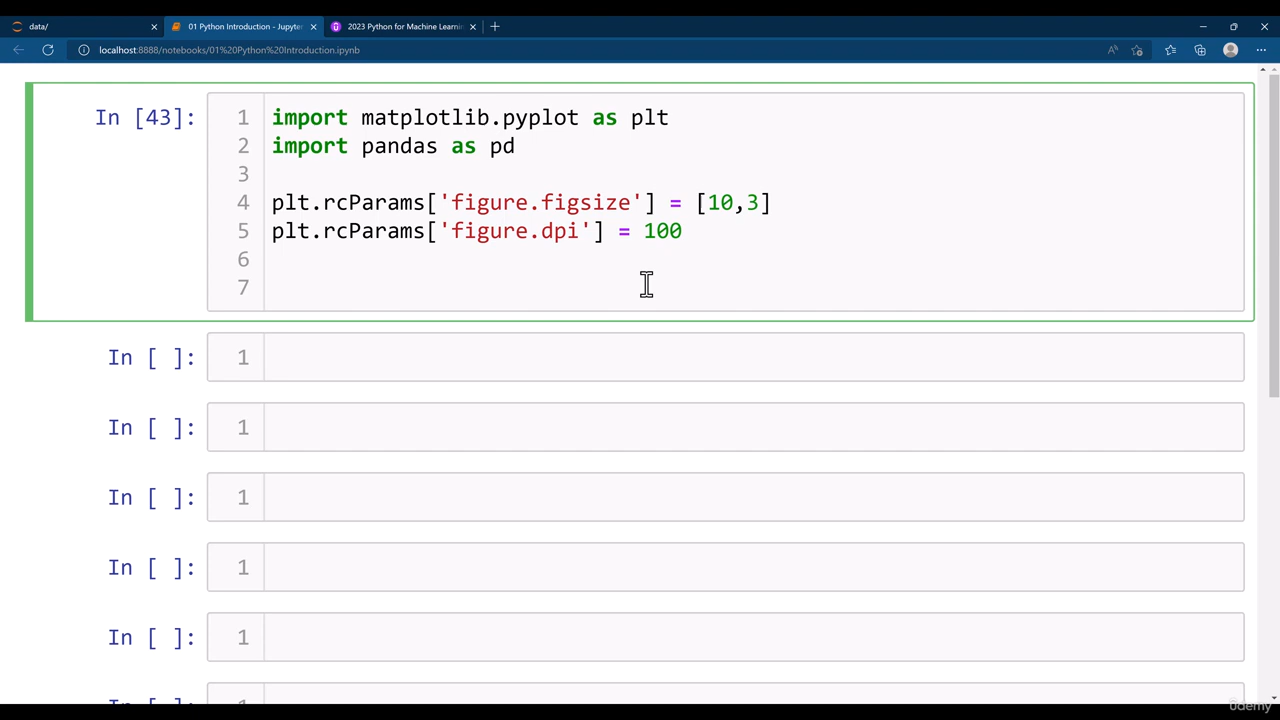 data/
01 Python Introduction - Jupyter
2023 Python for Machine Learni
localhost:8888/notebooks/01%20Python%20Introduction.ipynb
In [43]:
1 import matplotlib.pyplot as plt
2 import pandas as pd
3
4 plt.rcParams['figure.figsize'] = [10,3]
5 plt.rcParams['figure.dpi'] = 100
6
7
In [ ]: 1
In [ ]: 1
In [ ]: 1
In [ ]: 1
In [ ]: 1
ûdemy